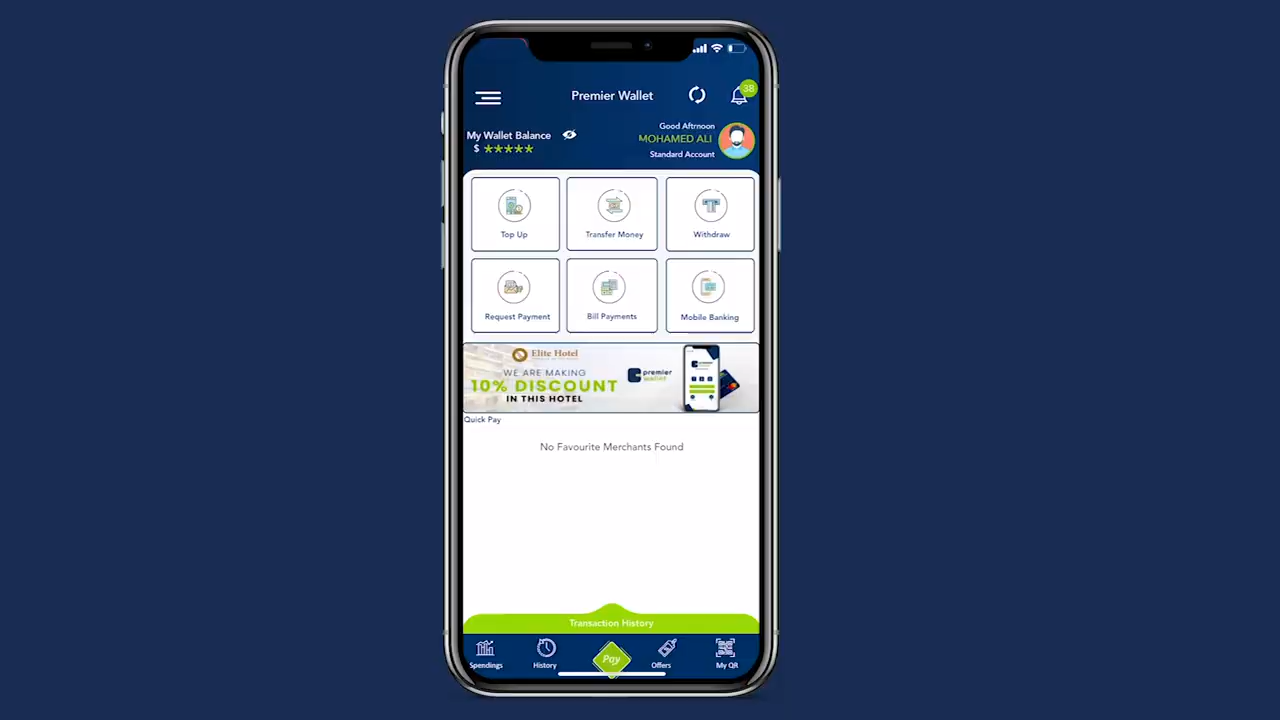 Premier Wallet
38
My Wallet Balance
$ *****
Good Aftrnoon
MOHAMED ALI
Standard Account
Top Up
Transfer Money
Withdraw
Request Payment
Bill Payments
Mobile Banking
Elite Hotel
WE ARE MAKING
10% DISCOUNT
IN THIS HOTEL
premier
wallet
Quick Pay
No Favourite Merchants Found
Transaction History
Spendings
History
Pay
Offers
My QR